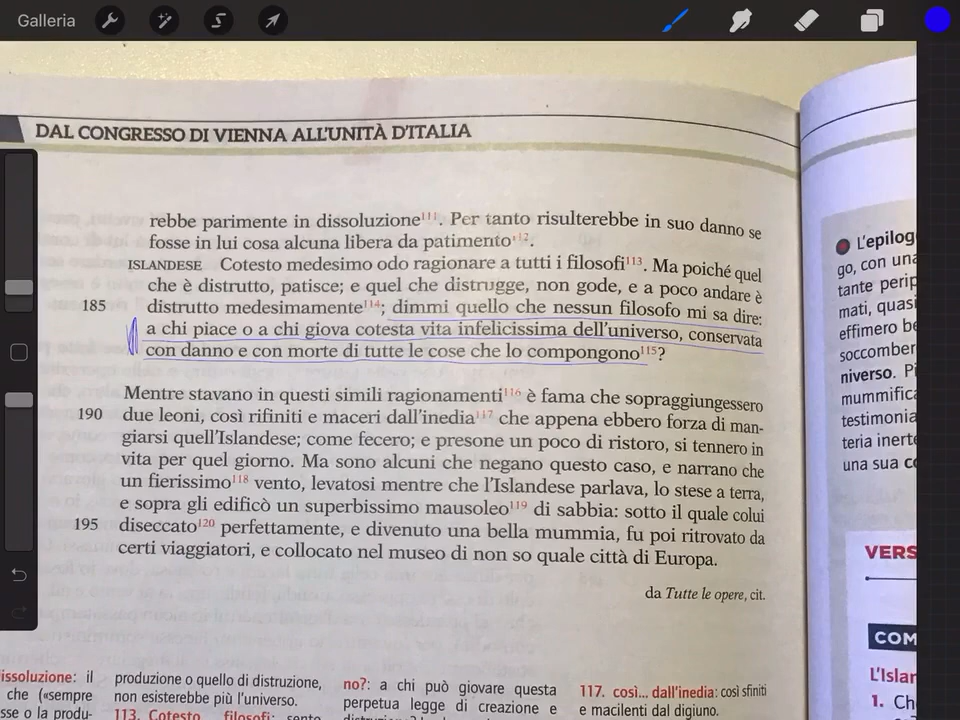 Galleria
DAL CONGRESSO DI VIENNA ALL'UNITÀ D'ITALIA
rebbe parimente in dissoluzione¹¹¹. Per tanto risulterebbe in suo danno se
fosse in lui cosa alcuna libera da patimento¹¹².
ISLANDESE Cotesto medesimo odo ragionare a tutti i filosofi¹¹³. Ma poiché quel
che è distrutto, patisce; e quel che distrugge, non gode, e a poco andare è
185 distrutto medesimamente¹¹⁴; dimmi quello che nessun filosofo mi sa dire:
a chi piace o a chi giova cotesta vita infelicissima dell'universo, conservata
con danno e con morte di tutte le cose che lo compongono¹¹⁵?
Mentre stavano in questi simili ragionamenti¹¹⁶ è fama che sopraggiungessero
190 due leoni, così rifiniti e maceri dall'inedia¹¹⁷ che appena ebbero forza di man-
giarsi quell'Islandese; come fecero; e presone un poco di ristoro, si tennero in
vita per quel giorno. Ma sono alcuni che negano questo caso, e narrano che
un fierissimo¹¹⁸ vento, levatosi mentre che l'Islandese parlava, lo stese a terra,
e sopra gli edificò un superbissimo mausoleo¹¹⁹ di sabbia: sotto il quale colui
195 diseccato¹²⁰ perfettamente, e divenuto una bella mummia, fu poi ritrovato da
certi viaggiatori, e collocato nel museo di non so quale città di Europa.
da Tutte le opere, cit.
issoluzione: il
che («sempre
sse o la produ-
produzione o quello di distruzione,
non esisterebbe più l'universo.
113. Cotesto filosofi: sento
no?: a chi può giovare questa
perpetua legge di creazione e
117. così... dall'inedia: così sfiniti
e macilenti dal digiuno.
L'epilog
go, con una
tante perip
mati, quasi
effimero be
soccomber
niverso. Pi
mummifica
testimonia
teria inerte
una sua co
VERS
COM
L'Islan
1. Ch